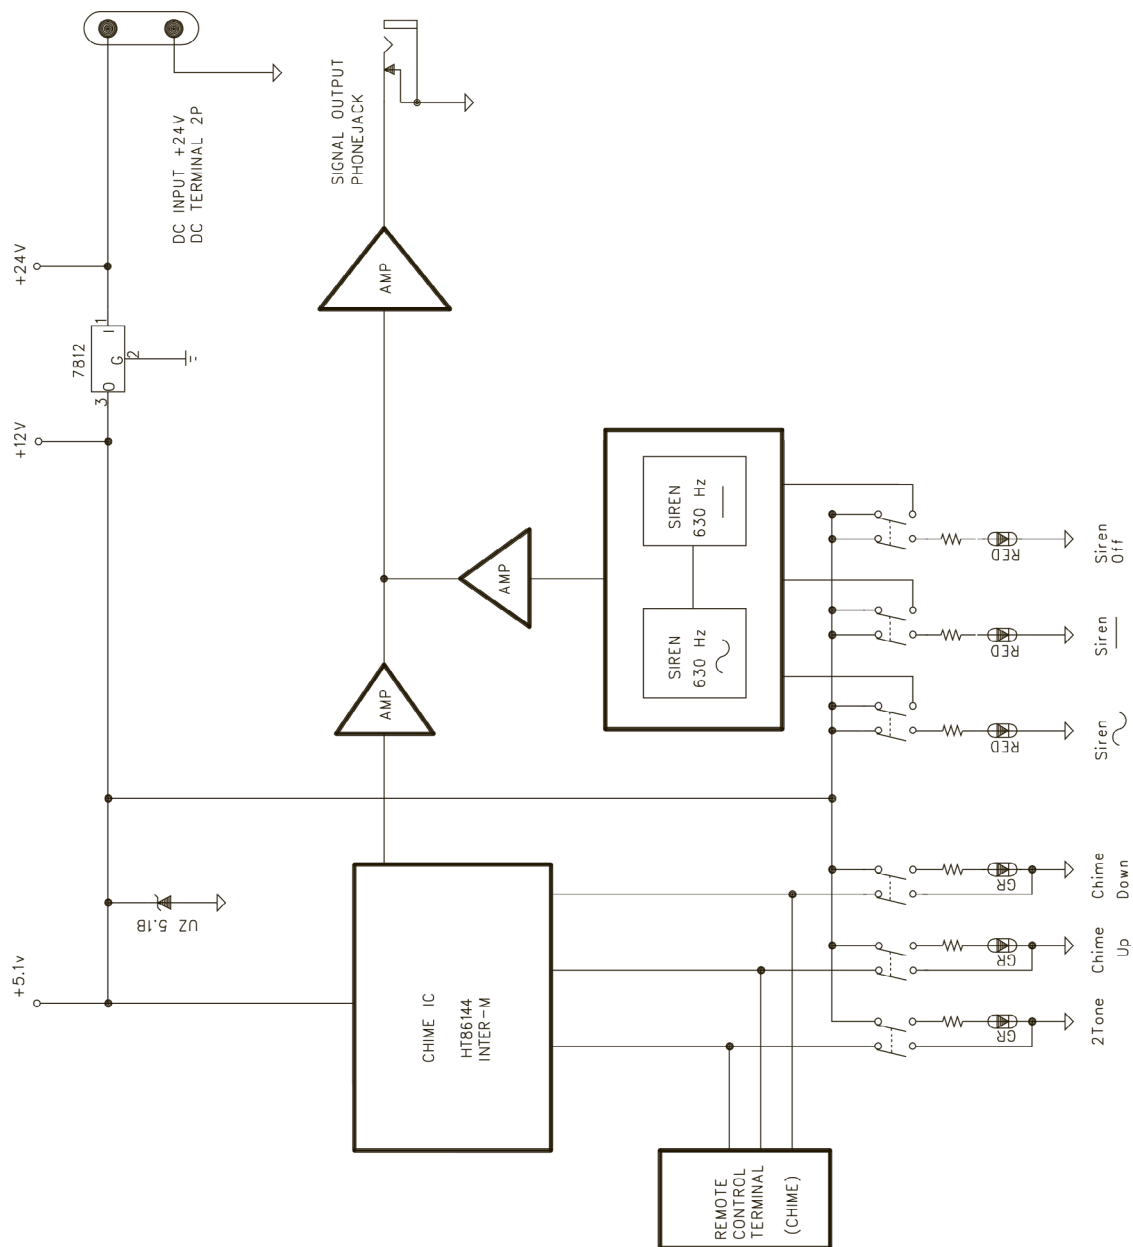 +24V
DC INPUT +24V
DC TERMINAL 2P
SIGNAL OUTPUT
PHONEJACK
7812
1
I
G
2
O
3
+12V
AMP
AMP
AMP
SIREN
630 Hz
SIREN
630 Hz
+5.1v
UZ 5.1B
CHIME IC
HT86144
INTER-M
REMOTE
CONTROL
TERMINAL
(CHIME)
RED
RED
RED
GR
GR
GR
Siren
Off
Siren
Siren
Chime
Down
Chime
Up
2Tone